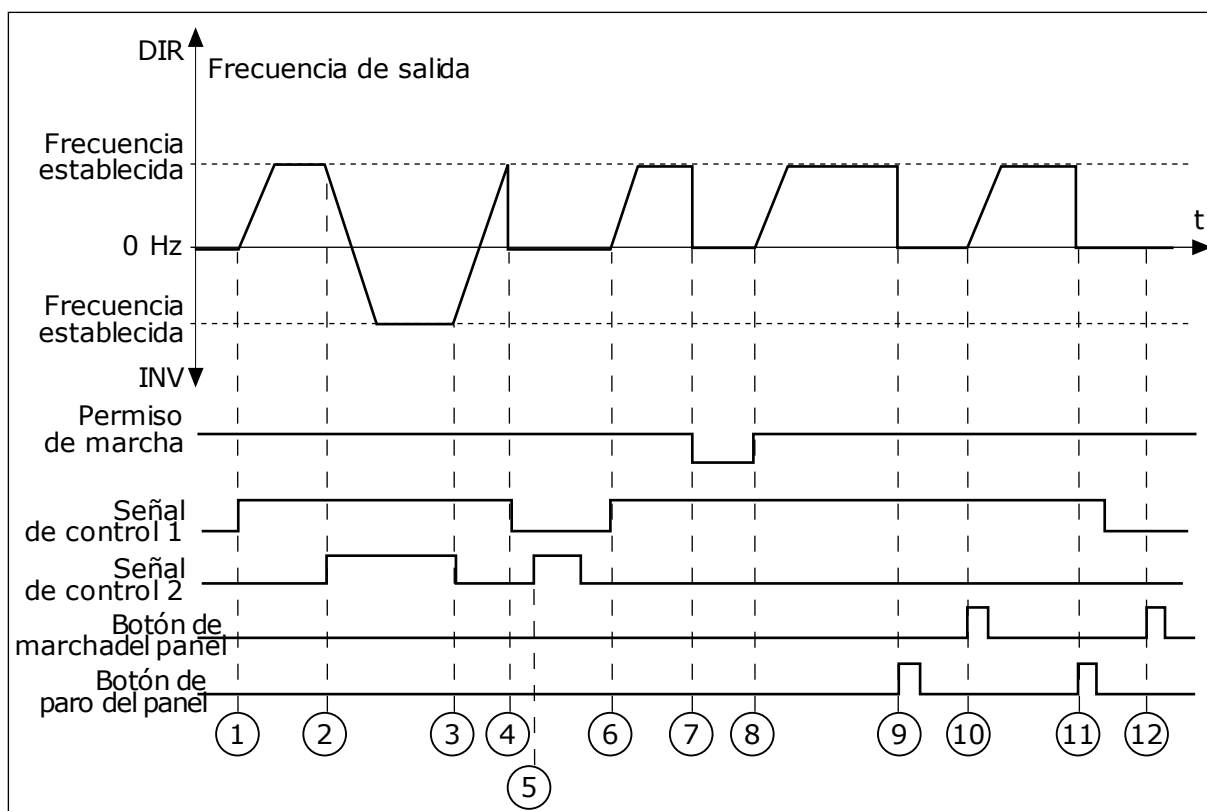 DIR
Frecuencia de salida
Frecuencia
establecida
t
0 Hz
Frecuencia
establecida
INV
Permiso
de marcha
Señal
de control 1
Señal
de control 2
Botón de
marchadel panel
Botón de
paro del panel
1 2 3 4 6 7 8 9 10 11 12
5